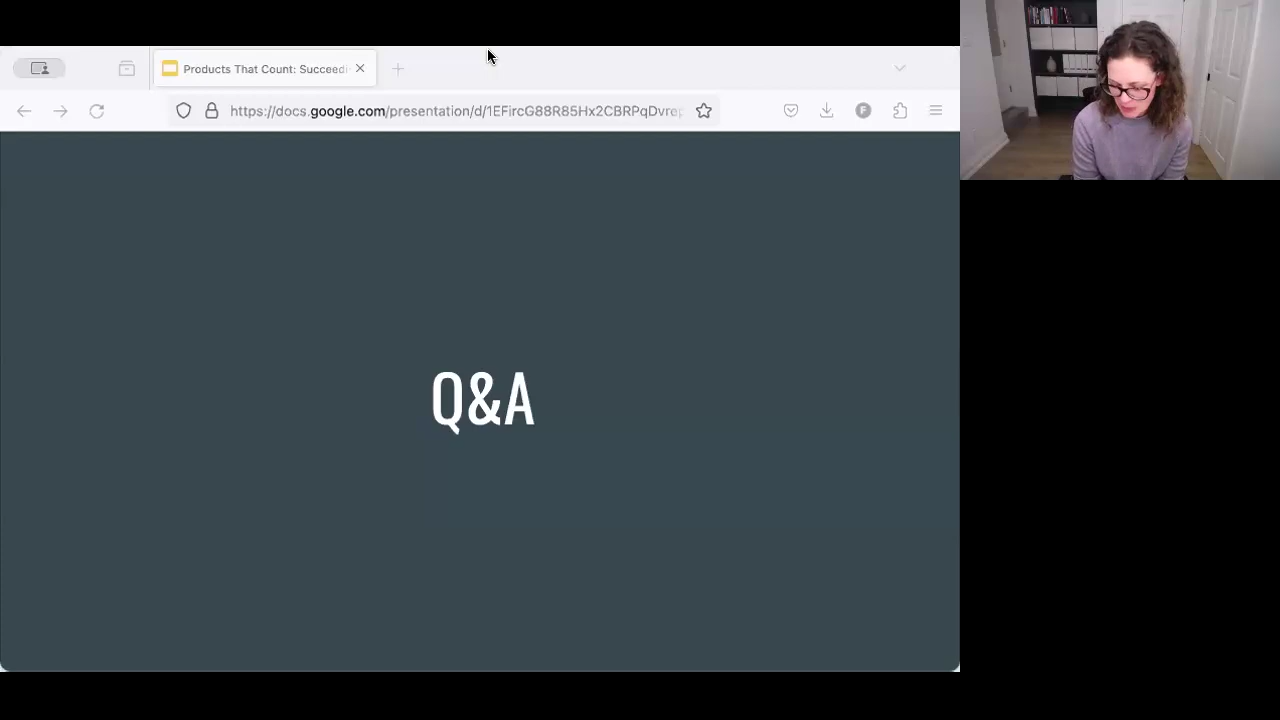 Products That Count: Succeedi
https://docs.google.com/presentation/d/1EFircG88R85Hx2CBRPqDvrep
F
Q&A